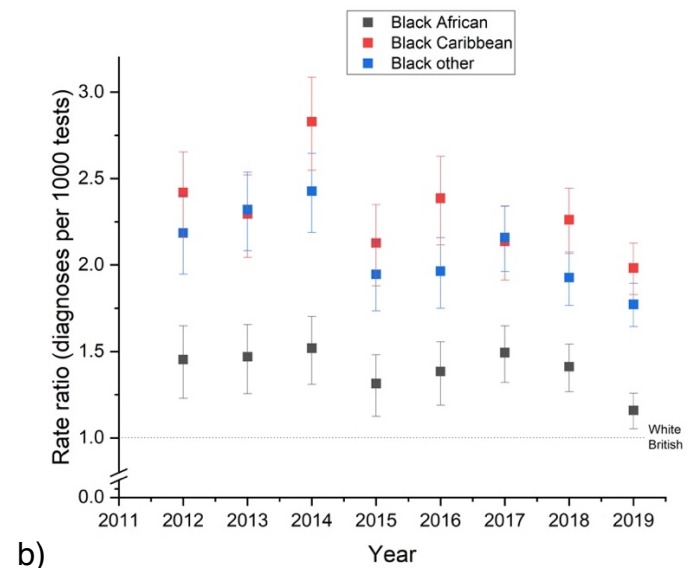 Black African
Black Caribbean
Black other
Rate ratio (diagnoses per 1000 tests)
3.0
2.5
2.0
1.5
1.0
0.0
White
British
2011 2012 2013 2014 2015 2016 2017 2018 2019
Year
b)